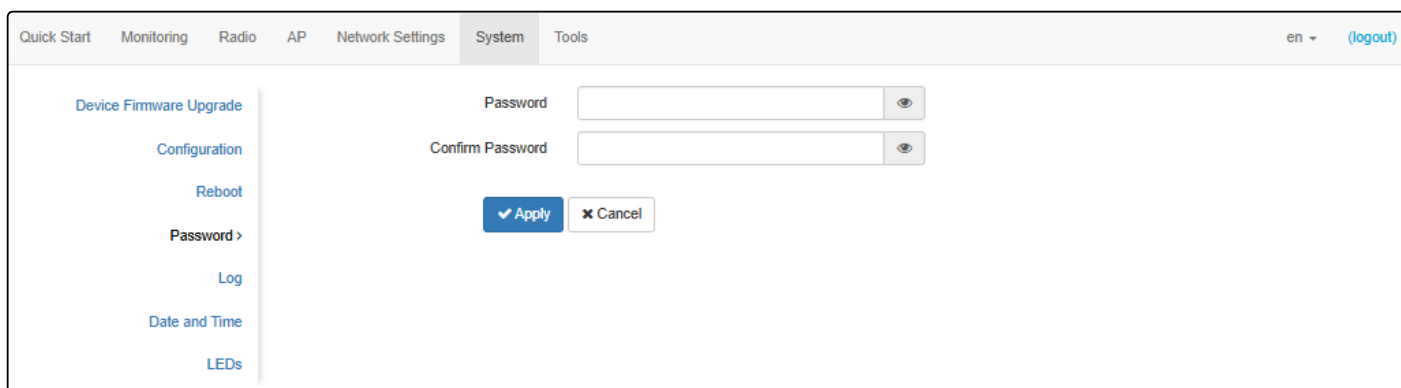 Quick Start Monitoring Radio AP Network Settings System Tools en (logout)
Device Firmware Upgrade
Configuration
Reboot
Password >
Log
Date and Time
LEDs
Password
Confirm Password
Apply Cancel